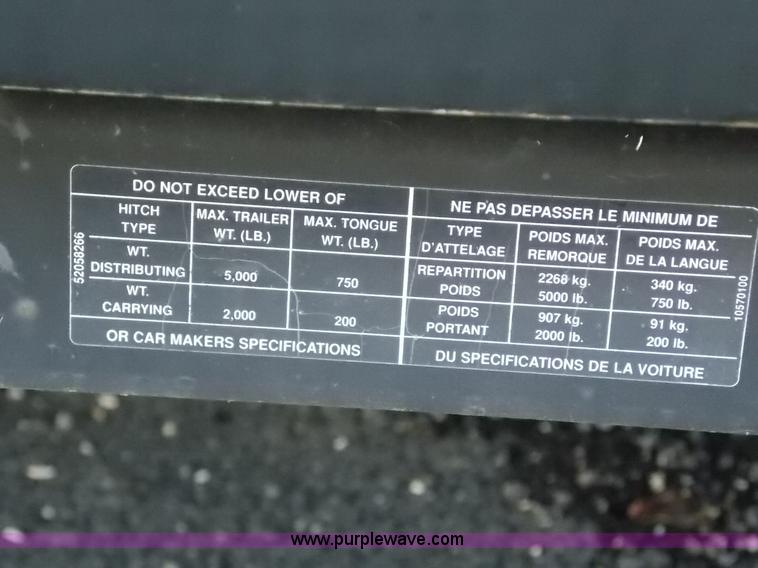 DO NOT EXCEED LOWER OF
HITCH TYPE MAX. TRAILER WT. (LB.) MAX. TONGUE WT. (LB.)
WT. DISTRIBUTING 5,000 750
WT. CARRYING 2,000 200
OR CAR MAKERS SPECIFICATIONS
52058266
NE PAS DEPASSER LE MINIMUM DE
TYPE D'ATTELAGE POIDS MAX. REMORQUE POIDS MAX. DE LA LANGUE
REPARTITION POIDS 2268 kg. 5000 lb. 340 kg. 750 lb.
POIDS PORTANT 907 kg. 2000 lb. 91 kg. 200 lb.
DU SPECIFICATIONS DE LA VOITURE
10570100
www.purplewave.com